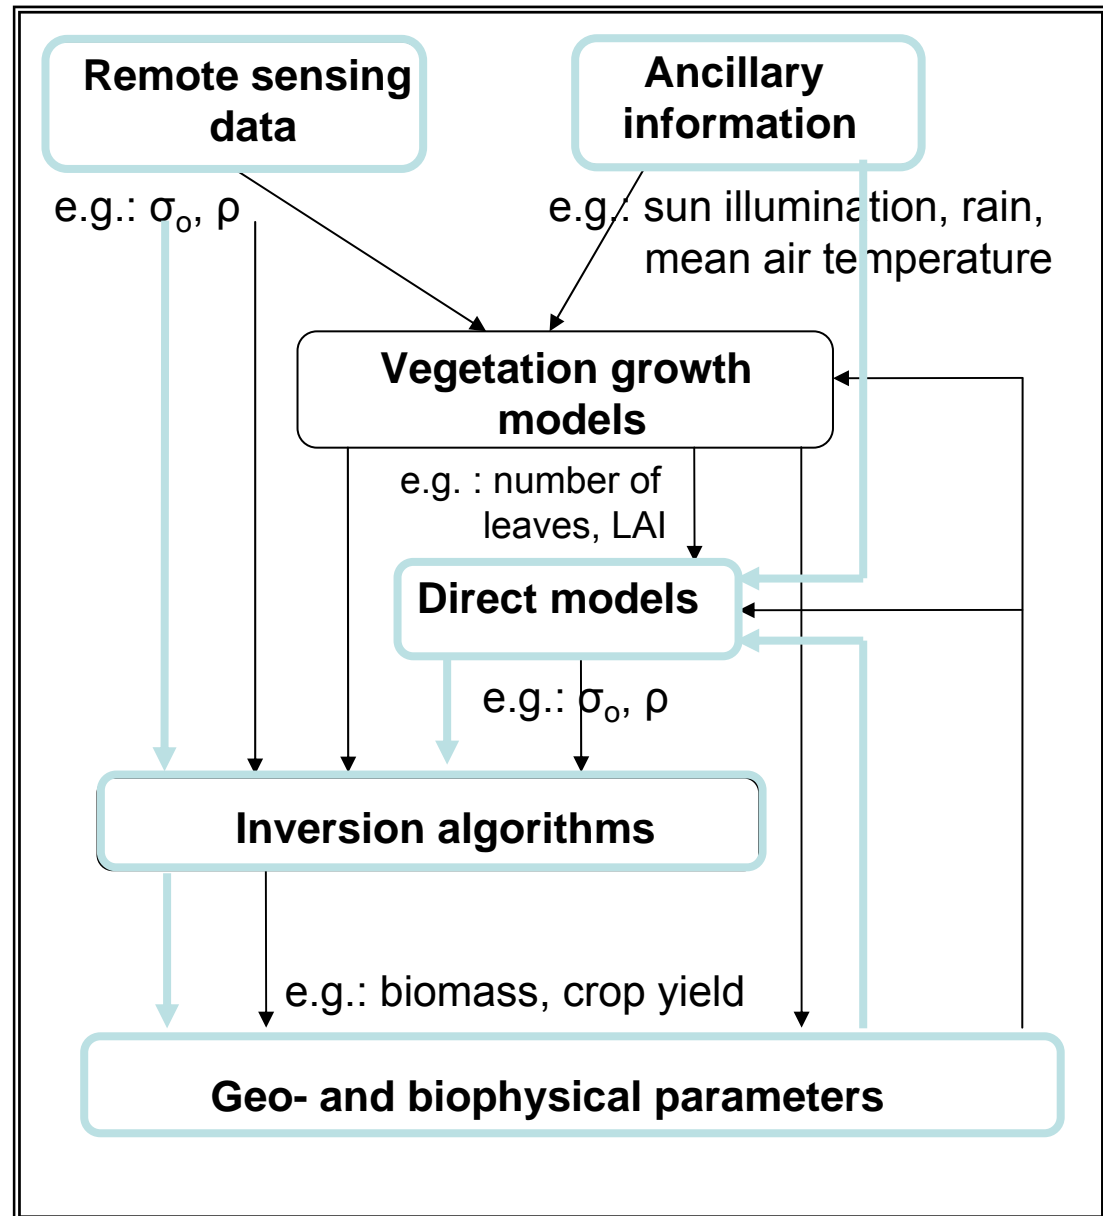 Remote sensing
data
Ancillary
information
e.g.: σₒ, ρ
e.g.: sun illumination, rain,
mean air temperature
Vegetation growth
models
e.g. : number of
leaves, LAI
Direct models
e.g.: σₒ, ρ
Inversion algorithms
e.g.: biomass, crop yield
Geo- and biophysical parameters